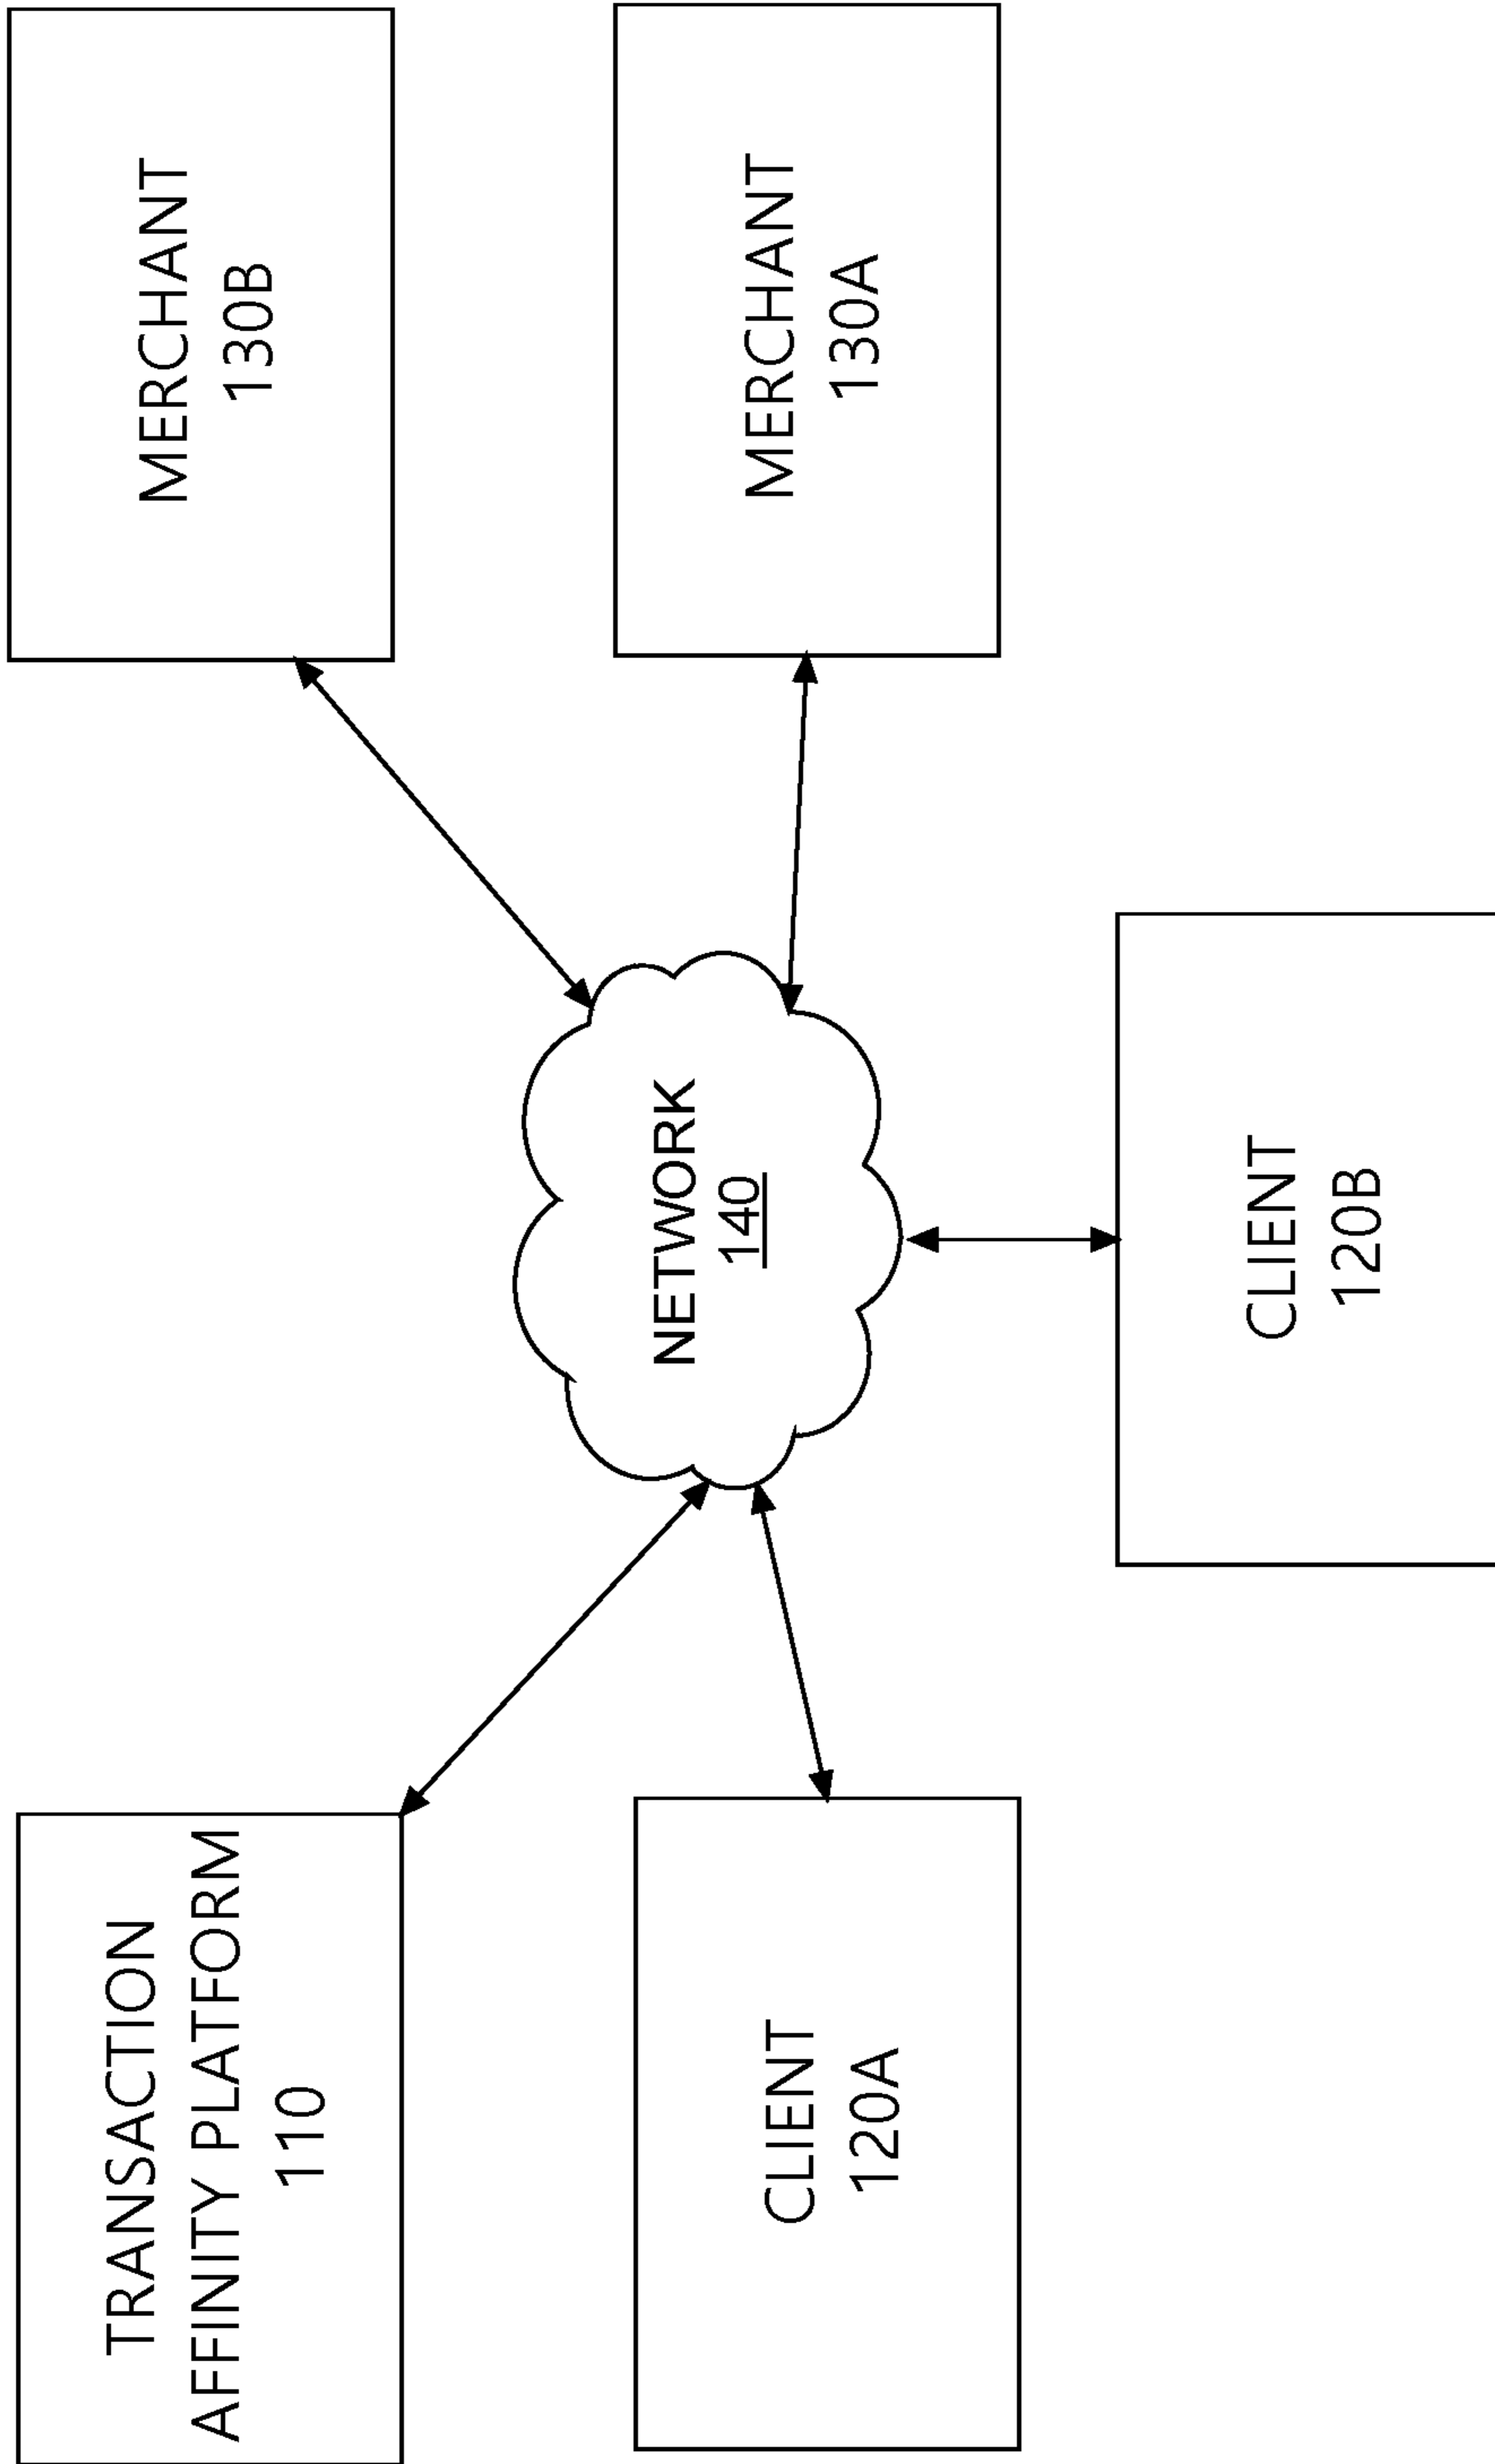 TRANSACTION
AFFINITY PLATFORM
110
MERCHANT
130B
NETWORK
140
CLIENT
120A
MERCHANT
130A
CLIENT
120B